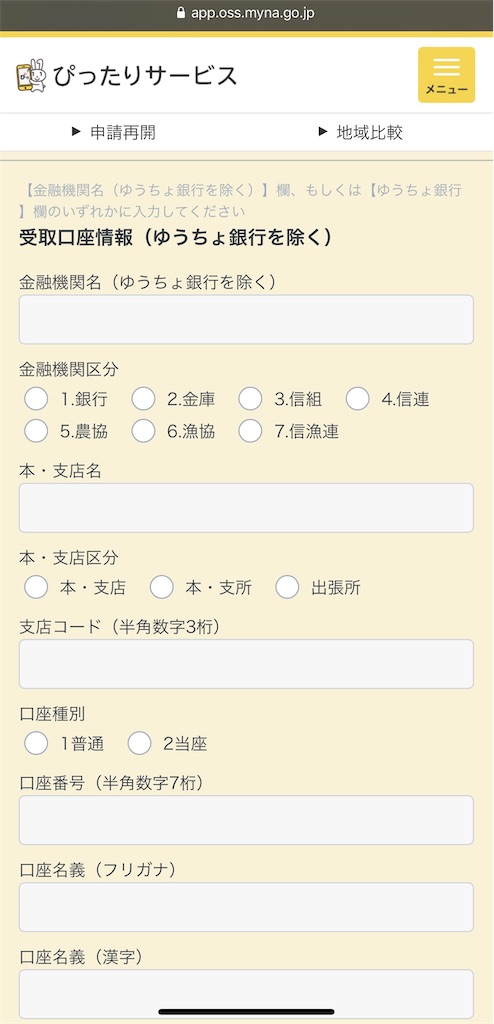 app.oss.myna.go.jp
ぴったりサービス
メニュー
▶ 申請再開
▶ 地域比較
【金融機関名（ゆうちょ銀行を除く）】欄、もしくは【ゆうちょ銀行
】欄のいずれかに入力してください
受取口座情報（ゆうちょ銀行を除く）
金融機関名（ゆうちょ銀行を除く）
金融機関区分
1.銀行 2.金庫 3.信組 4.信連
5.農協 6.漁協 7.信漁連
本・支店名
本・支店区分
本・支店 本・支所 出張所
支店コード（半角数字3桁）
口座種別
1普通 2当座
口座番号（半角数字7桁）
口座名義（フリガナ）
口座名義（漢字）